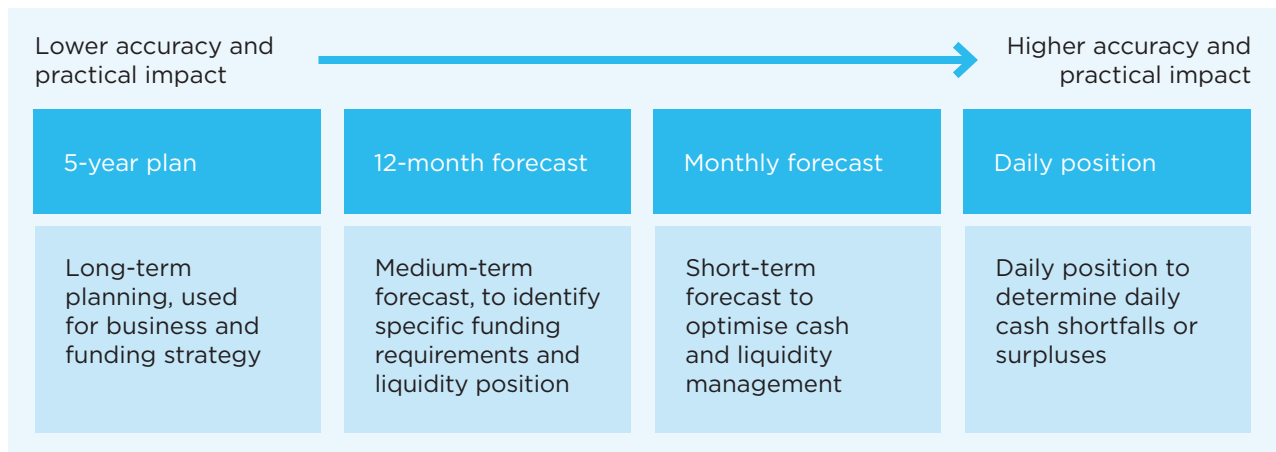 Lower accuracy and
practical impact
Higher accuracy and
practical impact
5-year plan
12-month forecast
Monthly forecast
Daily position
Long-term
planning, used
for business and
funding strategy
Medium-term
forecast, to identify
specific funding
requirements and
liquidity position
Short-term
forecast to
optimise cash
and liquidity
management
Daily position to
determine daily
cash shortfalls or
surpluses